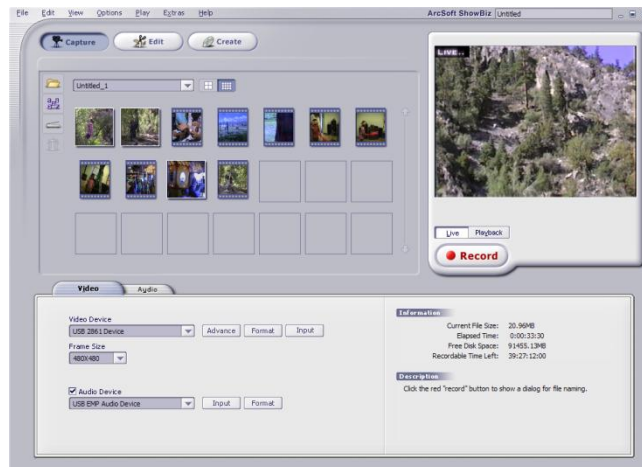 File Edit View Options Play Extras Help
ArcSoft ShowBiz Untitled
Capture Edit Create
LIVE..
Untitled_1
Live Playback
Record
Video Audio
Video Device
USB 2861 Device Advance Format Input
Frame Size
480X480
Audio Device
USB EMP Audio Device Input Format
Information
Current File Size: 20.96MB
Elapsed Time: 0:00:33:30
Free Disk Space: 91455.13MB
Recordable Time Left: 39:27:12:00
Description
Click the red "record" button to show a dialog for file naming.